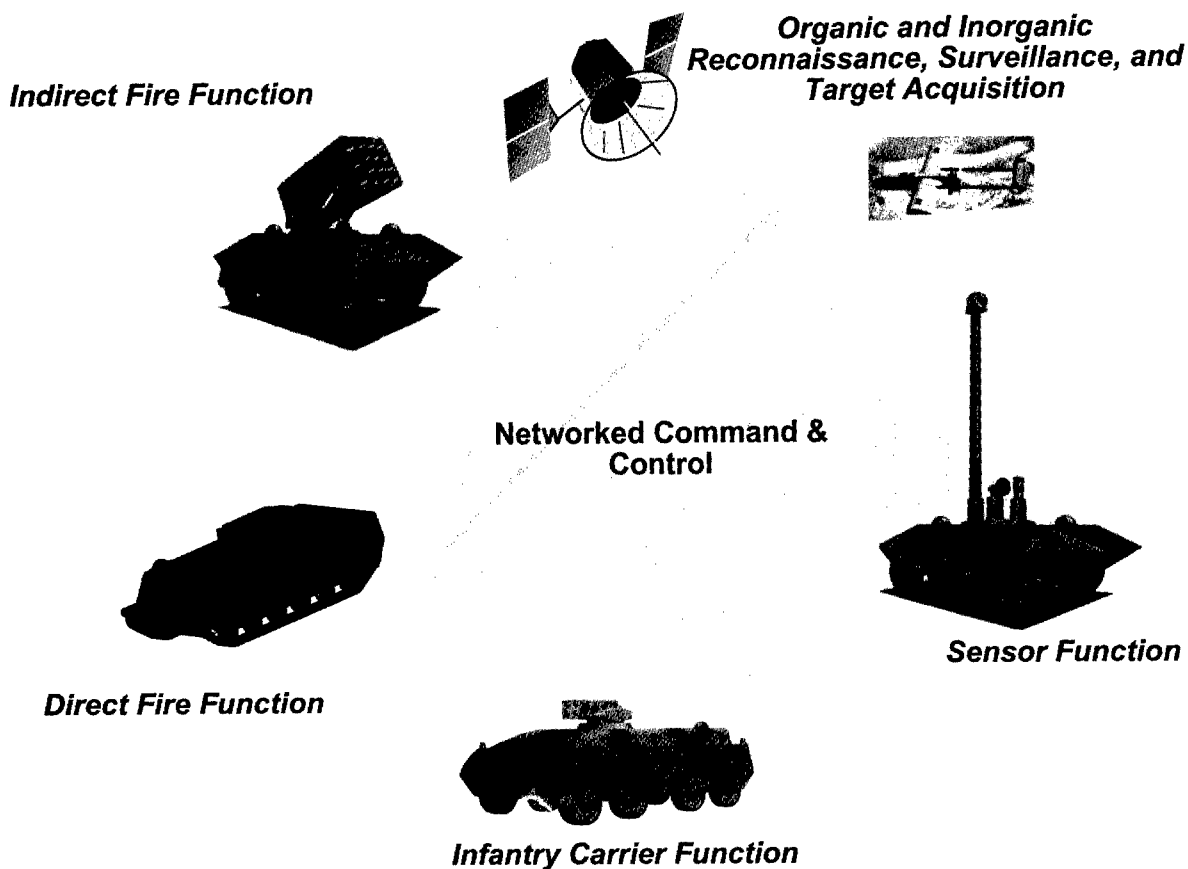 Organic and Inorganic
Reconnaissance, Surveillance, and
Target Acquisition
Indirect Fire Function
Networked Command &
Control
Sensor Function
Direct Fire Function
Infantry Carrier Function